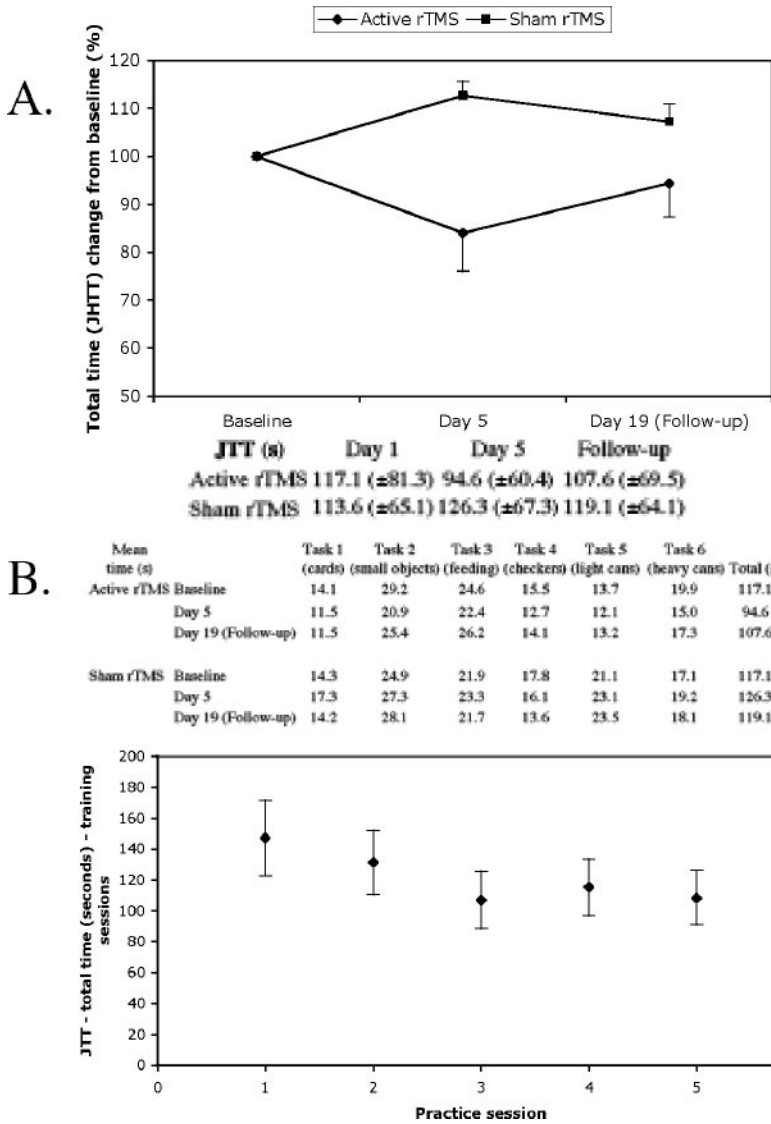 Active rTMS Sham rTMS
A.
Total time (JHTT) change from baseline (%)
120
110
100
90
80
70
60
50
Baseline Day 5 Day 19 (Follow-up)
JTT (s) Day 1 Day 5 Follow-up
Active rTMS 117.1 (±81.3) 94.6 (±60.4) 107.6 (±69.5)
Sham rTMS 113.6 (±65.1) 126.3 (±67.3) 119.1 (±64.1)
B.
Mean Task 1 Task 2 Task 3 Task 4 Task 5 Task 6
time (s) (cards) (small objects) (feeding) (checkers) (light cans) (heavy cans) Total (s
Active rTMS Baseline 14.1 29.2 24.6 15.5 13.7 19.9 117.1
Day 5 11.5 20.9 22.4 12.7 12.1 15.0 94.6
Day 19 (Follow-up) 11.5 25.4 26.2 14.1 13.2 17.3 107.6
Sham rTMS Baseline 14.3 24.9 21.9 17.8 21.1 17.1 117.1
Day 5 17.3 27.3 23.3 16.1 23.1 19.2 126.3
Day 19 (Follow-up) 14.2 28.1 21.7 13.6 23.5 18.1 119.1
JTT - total time (seconds) - training
sessions
200
180
160
140
120
100
80
60
40
20
0
0 1 2 3 4 5
Practice session